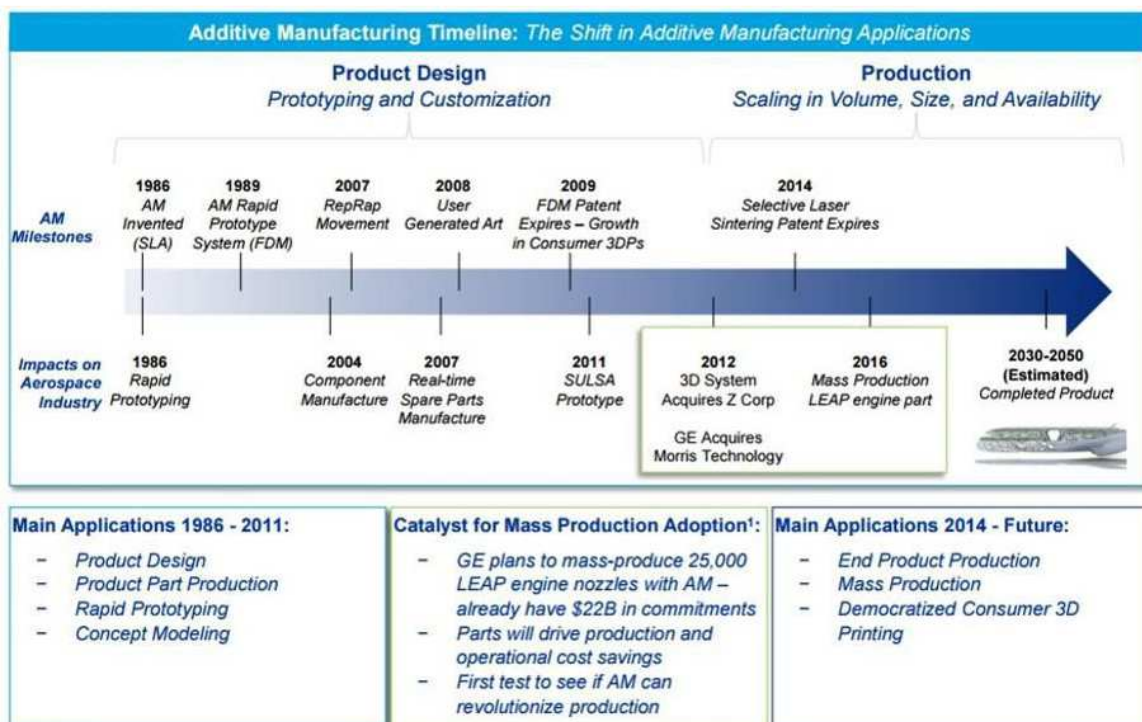 Additive Manufacturing Timeline: The Shift in Additive Manufacturing Applications
Product Design
Prototyping and Customization
Production
Scaling in Volume, Size, and Availability
AM
Milestones
1986
AM
Invented
(SLA)
1989
AM Rapid
Prototype
System (FDM)
2007
RepRap
Movement
2008
User
Generated Art
2009
FDM Patent
Expires – Growth
in Consumer 3DPs
2014
Selective Laser
Sintering Patent Expires
Impacts on
Aerospace
Industry
1986
Rapid
Prototyping
2004
Component
Manufacture
2007
Real-time
Spare Parts
Manufacture
2011
SULSA
Prototype
2012
3D System
Acquires Z Corp
GE Acquires
Morris Technology
2016
Mass Production
LEAP engine part
2030-2050
(Estimated)
Completed Product
Main Applications 1986 - 2011:
− Product Design
− Product Part Production
− Rapid Prototyping
− Concept Modeling
Catalyst for Mass Production Adoption¹:
− GE plans to mass-produce 25,000
LEAP engine nozzles with AM –
already have $22B in commitments
− Parts will drive production and
operational cost savings
− First test to see if AM can
revolutionize production
Main Applications 2014 - Future:
− End Product Production
− Mass Production
− Democratized Consumer 3D
Printing